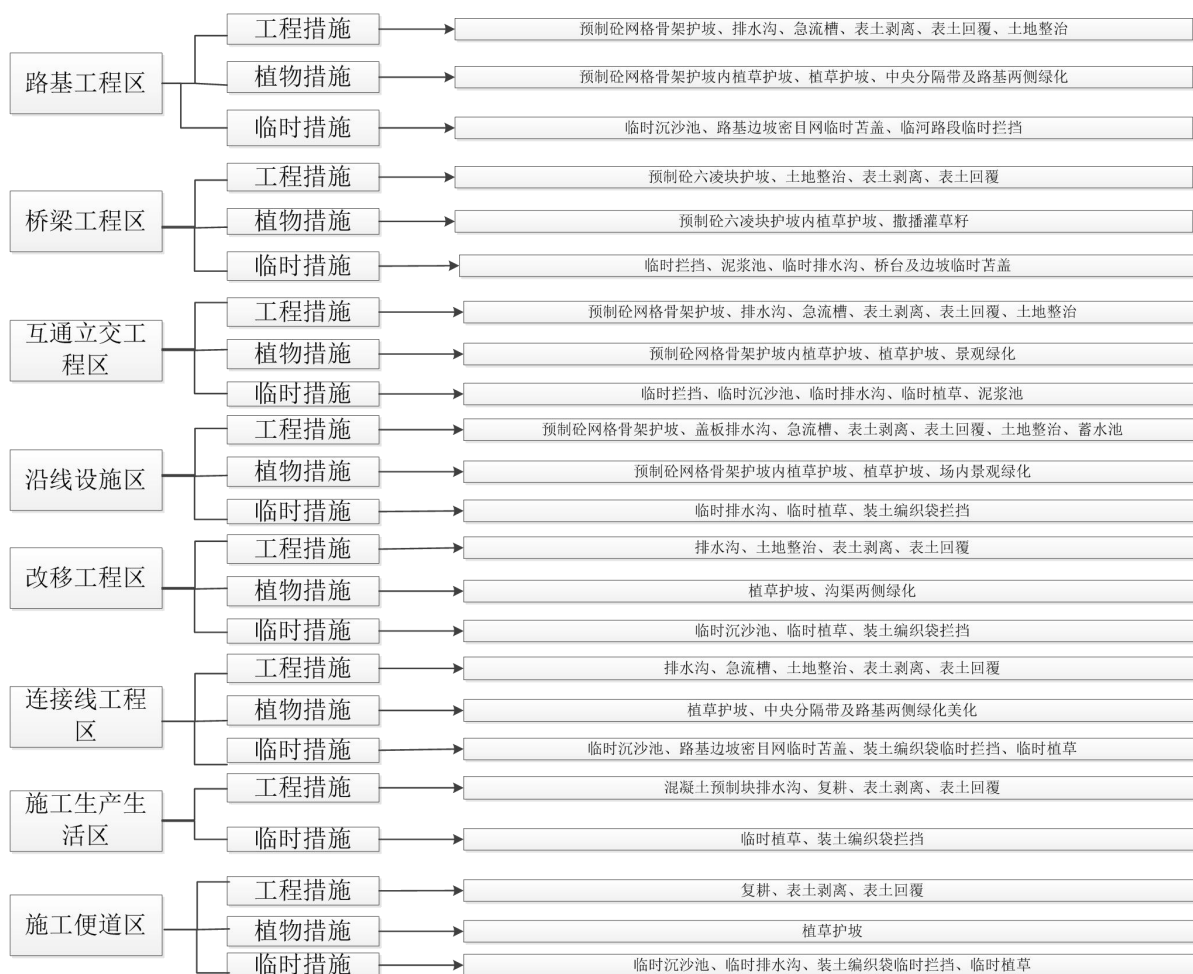 路基工程区
工程措施
预制砼网格骨架护坡、排水沟、急流槽、表土剥离、表土回覆、土地整治
植物措施
预制砼网格骨架护坡内植草护坡、植草护坡、中央分隔带及路基两侧绿化
临时措施
临时沉沙池、路基边坡密目网临时苫盖、临河路段临时拦挡
桥梁工程区
工程措施
预制砼六凌块护坡、土地整治、表土剥离、表土回覆
植物措施
预制砼六凌块护坡内植草护坡、撒播灌草籽
临时措施
临时拦挡、泥浆池、临时排水沟、桥台及边坡临时苫盖
互通立交工
程区
工程措施
预制砼网格骨架护坡、排水沟、急流槽、表土剥离、表土回覆、土地整治
植物措施
预制砼网格骨架护坡内植草护坡、植草护坡、景观绿化
临时措施
临时拦挡、临时沉沙池、临时排水沟、临时植草、泥浆池
沿线设施区
工程措施
预制砼网格骨架护坡、盖板排水沟、急流槽、表土剥离、表土回覆、土地整治、蓄水池
植物措施
预制砼网格骨架护坡内植草护坡、植草护坡、场内景观绿化
临时措施
临时排水沟、临时植草、装土编织袋拦挡
改移工程区
工程措施
排水沟、土地整治、表土剥离、表土回覆
植物措施
植草护坡、沟渠两侧绿化
临时措施
临时沉沙池、临时植草、装土编织袋拦挡
连接线工程
区
工程措施
排水沟、急流槽、土地整治、表土剥离、表土回覆
植物措施
植草护坡、中央分隔带及路基两侧绿化美化
临时措施
临时沉沙池、路基边坡密目网临时苫盖、装土编织袋临时拦挡、临时植草
施工生产生
活区
工程措施
混凝土预制块排水沟、复耕、表土剥离、表土回覆
临时措施
临时植草、装土编织袋拦挡
施工便道区
工程措施
复耕、表土剥离、表土回覆
植物措施
植草护坡
临时措施
临时沉沙池、临时排水沟、装土编织袋临时拦挡、临时植草